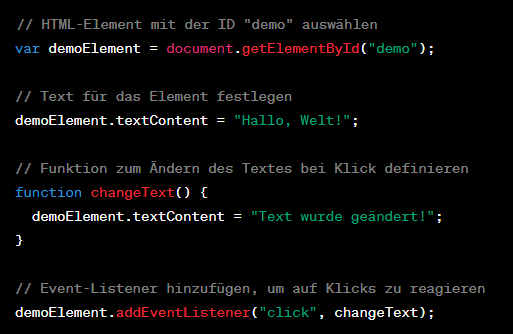 // HTML-Element mit der ID "demo" auswählen
var demoElement = document.getElementById("demo");
// Text für das Element festlegen
demoElement.textContent = "Hallo, Welt!";
// Funktion zum Ändern des Textes bei Klick definieren
function changeText() {
demoElement.textContent = "Text wurde geändert!";
}
// Event-Listener hinzufügen, um auf Klicks zu reagieren
demoElement.addEventListener("click", changeText);